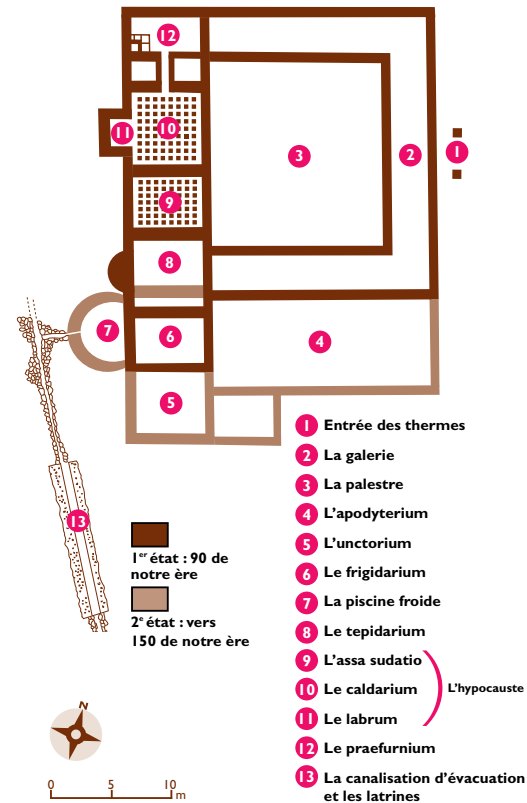 12
11
10
3
2
1
9
8
7
6
4
5
13
1 Entrée des thermes
2 La galerie
3 La palestre
4 L'apodyterium
5 L'unctorium
6 Le frigidarium
7 La piscine froide
8 Le tepidarium
9 L'assa sudatio
10 Le caldarium
11 Le labrum
L'hypocauste
12 Le praefurnium
13 La canalisation d'évacuation
et les latrines
1er état : 90 de
notre ère
2e état : vers
150 de notre ère
N
0 5 10
m